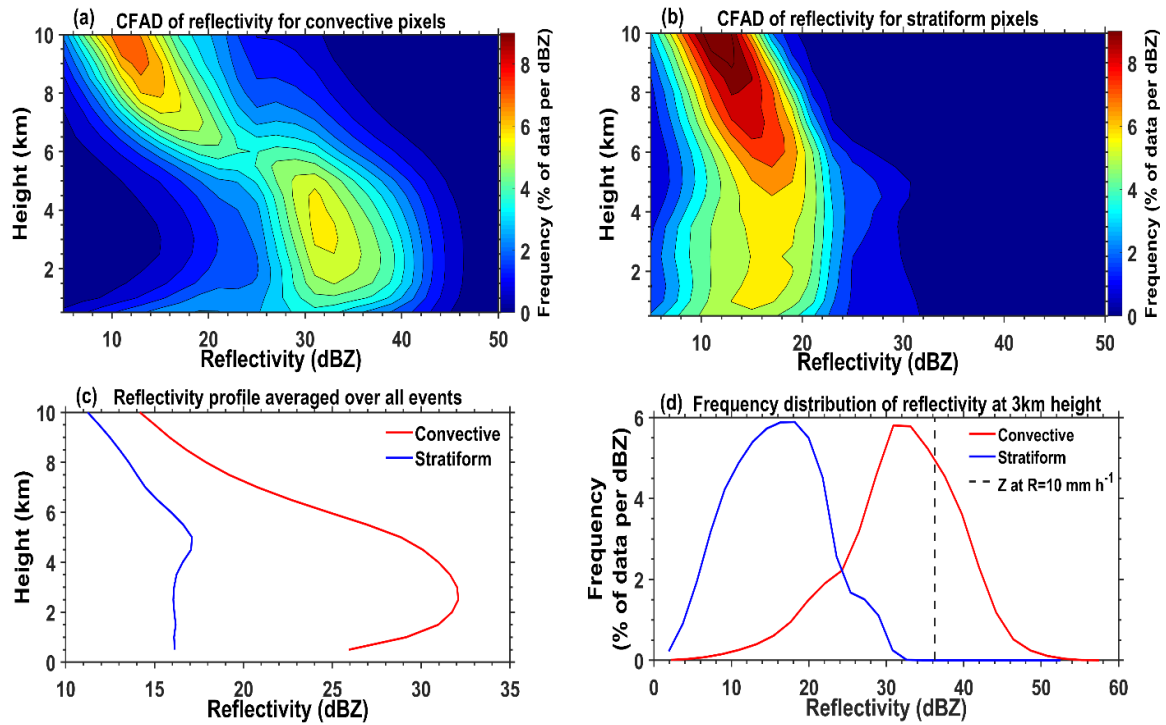 (a) CFAD of reflectivity for convective pixels
10
8
6
4
2
Height (km)
10 20 30 40 50
Reflectivity (dBZ)
8
6
4
2
0
Frequency (% of data per dBZ)
(b) CFAD of reflectivity for stratiform pixels
10
8
6
4
2
Height (km)
10 20 30 40 50
Reflectivity (dBZ)
8
6
4
2
0
Frequency (% of data per dBZ)
(c) Reflectivity profile averaged over all events
10
8
6
4
2
0
Height (km)
Convective
Stratiform
10 15 20 25 30 35
Reflectivity (dBZ)
(d) Frequency distribution of reflectivity at 3km height
6
4
2
0
Frequency
(% of data per dBZ)
Convective
Stratiform
Z at R=10 mm h⁻¹
0 10 20 30 40 50 60
Reflectivity (dBZ)